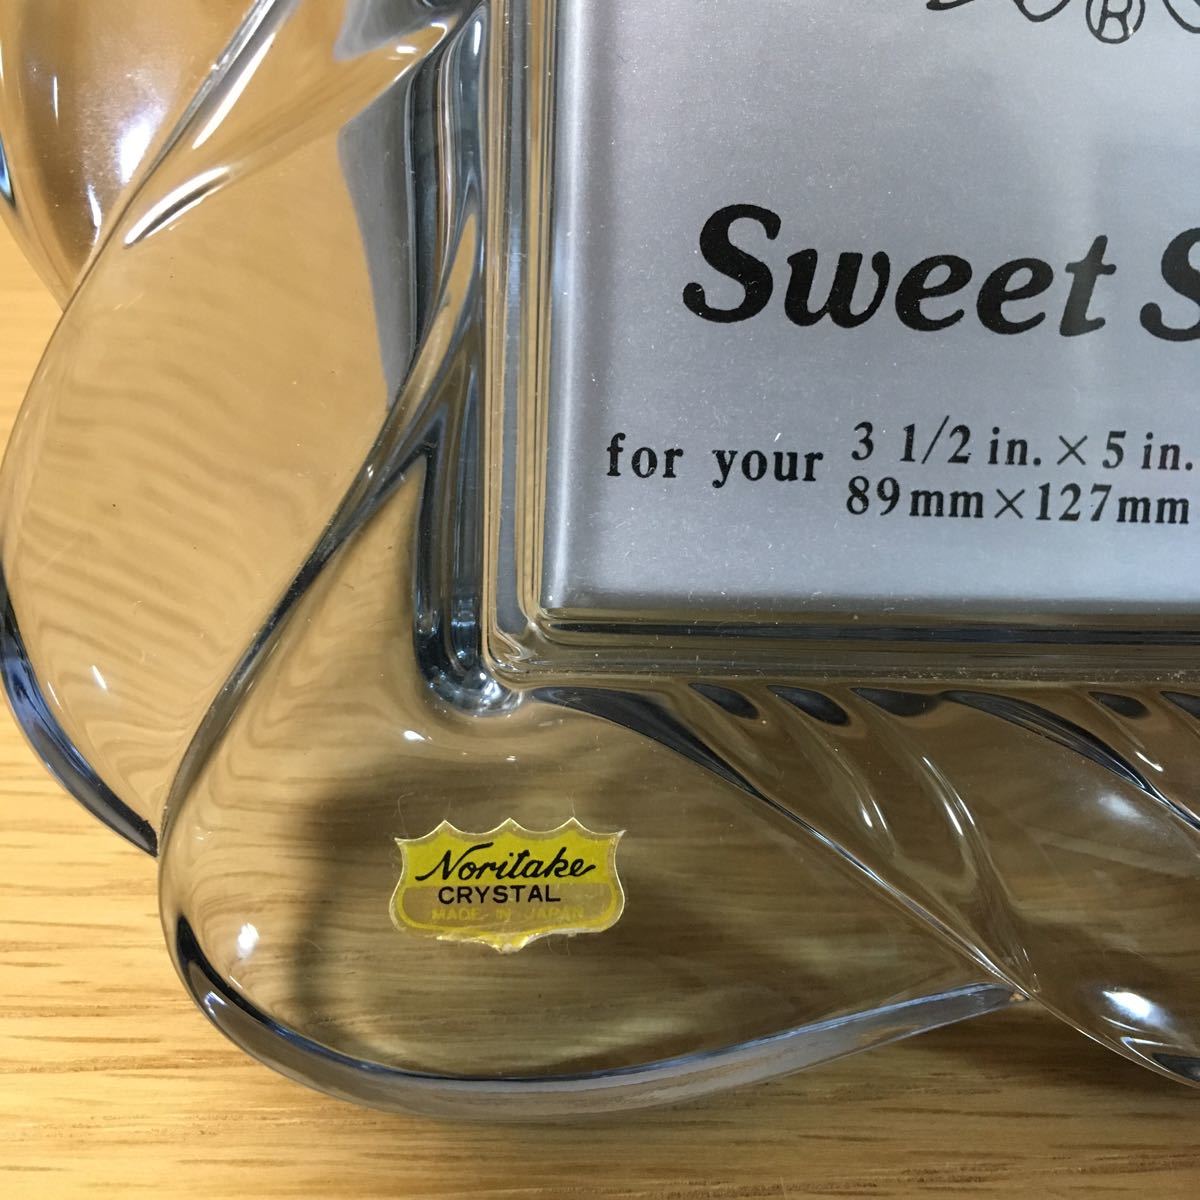 ®
Sweet S
for your 3 1/2 in. × 5 in.
89mm×127mm
Noritake
CRYSTAL
MADE IN JAPAN